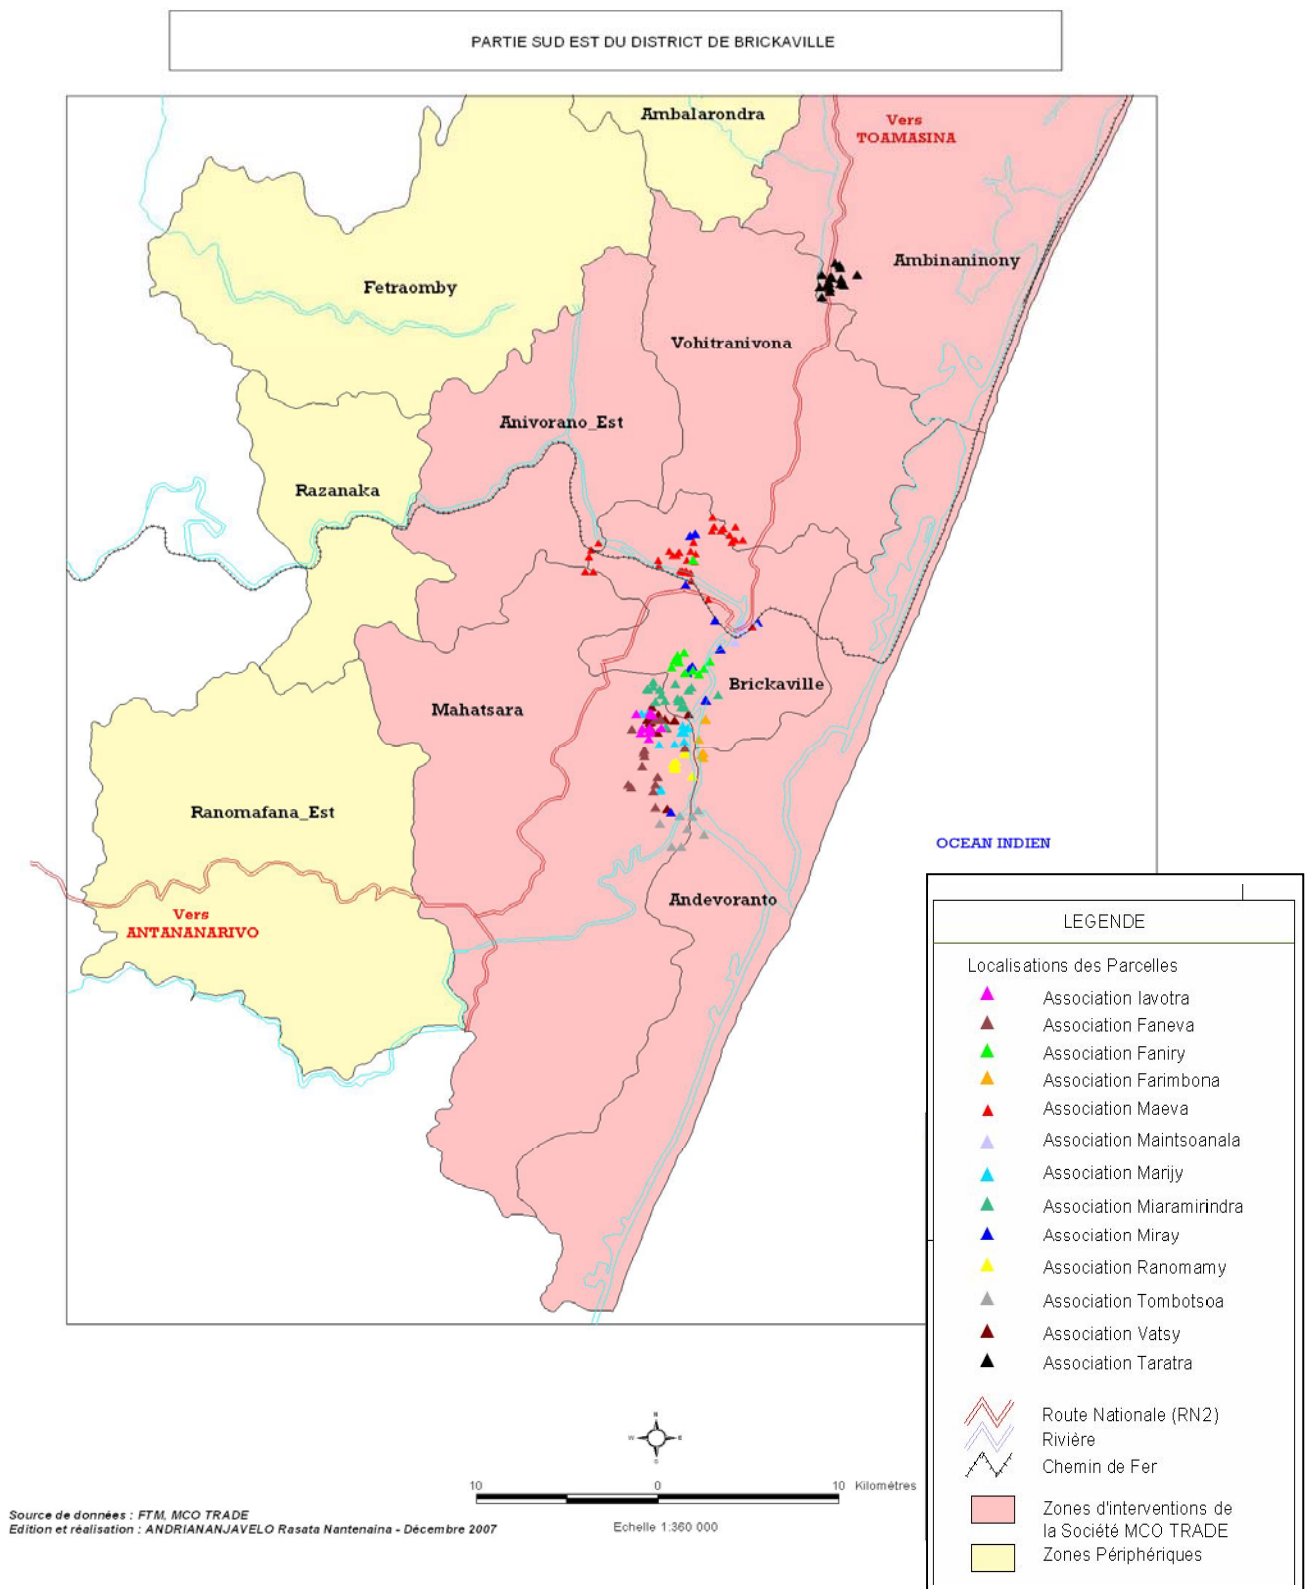 PARTIE SUD EST DU DISTRICT DE BRICKAVILLE
Ambalarondra
Vers
TOAMASINA
Ambinaninony
Fetraomby
Vohitranivona
Anivorano_Est
Razanaka
Brickaville
Mahatsara
Ranomafana_Est
OCEAN INDIEN
Andevoranto
Vers
ANTANANARIVO
LEGENDE
Localisations des Parcelles
Association Iavotra
Association Faneva
Association Faniry
Association Farimbona
Association Maeva
Association Maintsoanala
Association Marijy
Association Miaramirindra
Association Miray
Association Ranomamy
Association Tombotsoa
Association Vatsy
Association Taratra
Route Nationale (RN2)
Rivière
Chemin de Fer
Zones d'interventions de
la Société MCO TRADE
Zones Périphériques
N
W E
S
10 0 10 Kilomètres
Echelle 1:360 000
Source de données : FTM, MCO TRADE
Edition et réalisation : ANDRIANANJAVELO Rasata Nantenaina - Décembre 2007